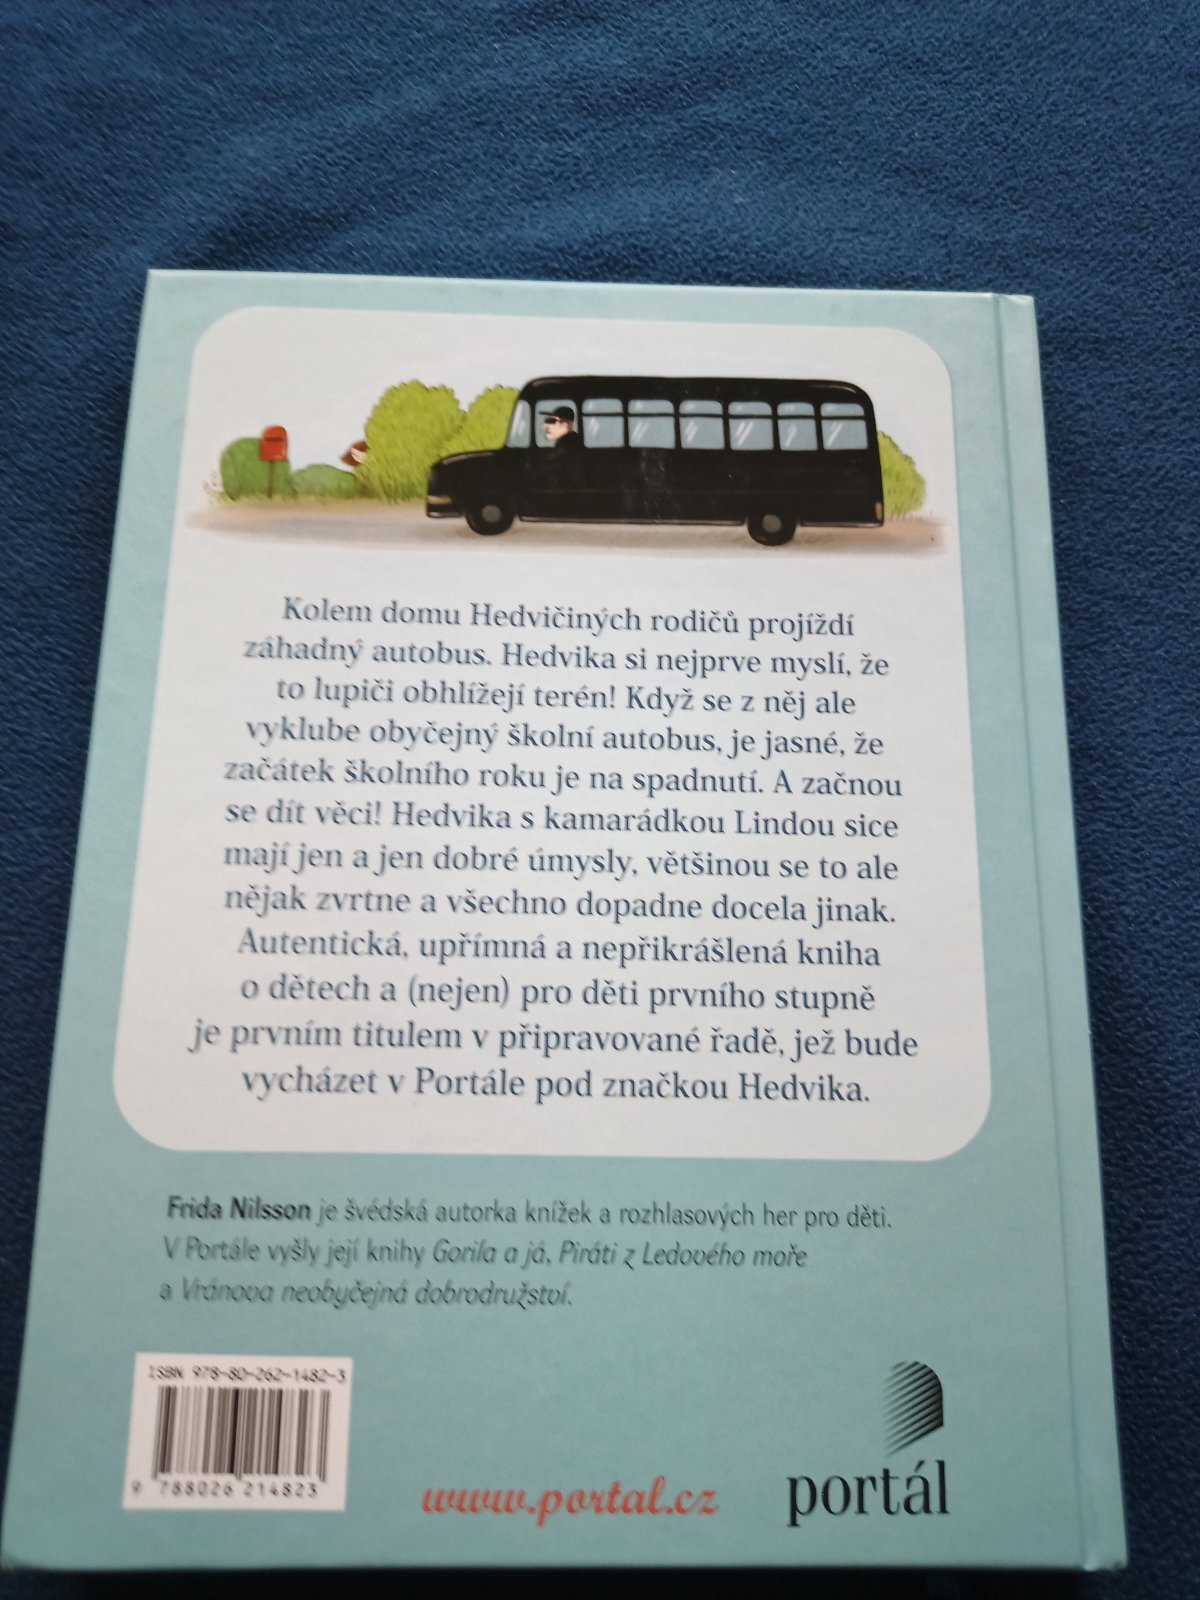 Kolem domu Hedvičiných rodičů projíždí
záhadný autobus. Hedvika si nejprve myslí, že
to lupiči obhlížejí terén! Když se z něj ale
vyklube obyčejný školní autobus, je jasné, že
začátek školního roku je na spadnutí. A začnou
se dít věci! Hedvika s kamarádkou Lindou sice
mají jen a jen dobré úmysly, většinou se to ale
nějak zvrtne a všechno dopadne docela jinak.
Autentická, upřímná a nepřikrášlená kniha
o dětech a (nejen) pro děti prvního stupně
je prvním titulem v připravované řadě, jež bude
vycházet v Portále pod značkou Hedvika.
Frida Nilsson je švédská autorka knížek a rozhlasových her pro děti.
V Portále vyšly její knihy Gorila a já, Piráti z Ledového moře
a Vránova neobyčejná dobrodružství.
ISBN 978-80-262-1482-3
9 788026 214823
www.portal.cz
portál